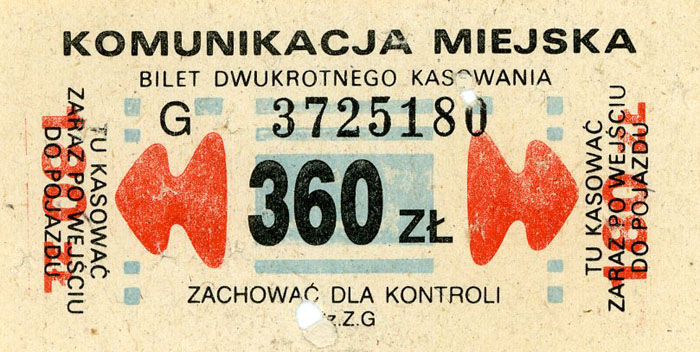 KOMUNIKACJA MIEJSKA
BILET DWUKROTNEGO KASOWANIA
G 3725180
360 ZŁ
ZACHOWAĆ DLA KONTROLI
z.Z.G
TU KASOWAĆ
ZARAZ PO WEJŚCIU
DO POJAZDU
TU KASOWAĆ
ZARAZ PO WEJŚCIU
DO POJAZDU